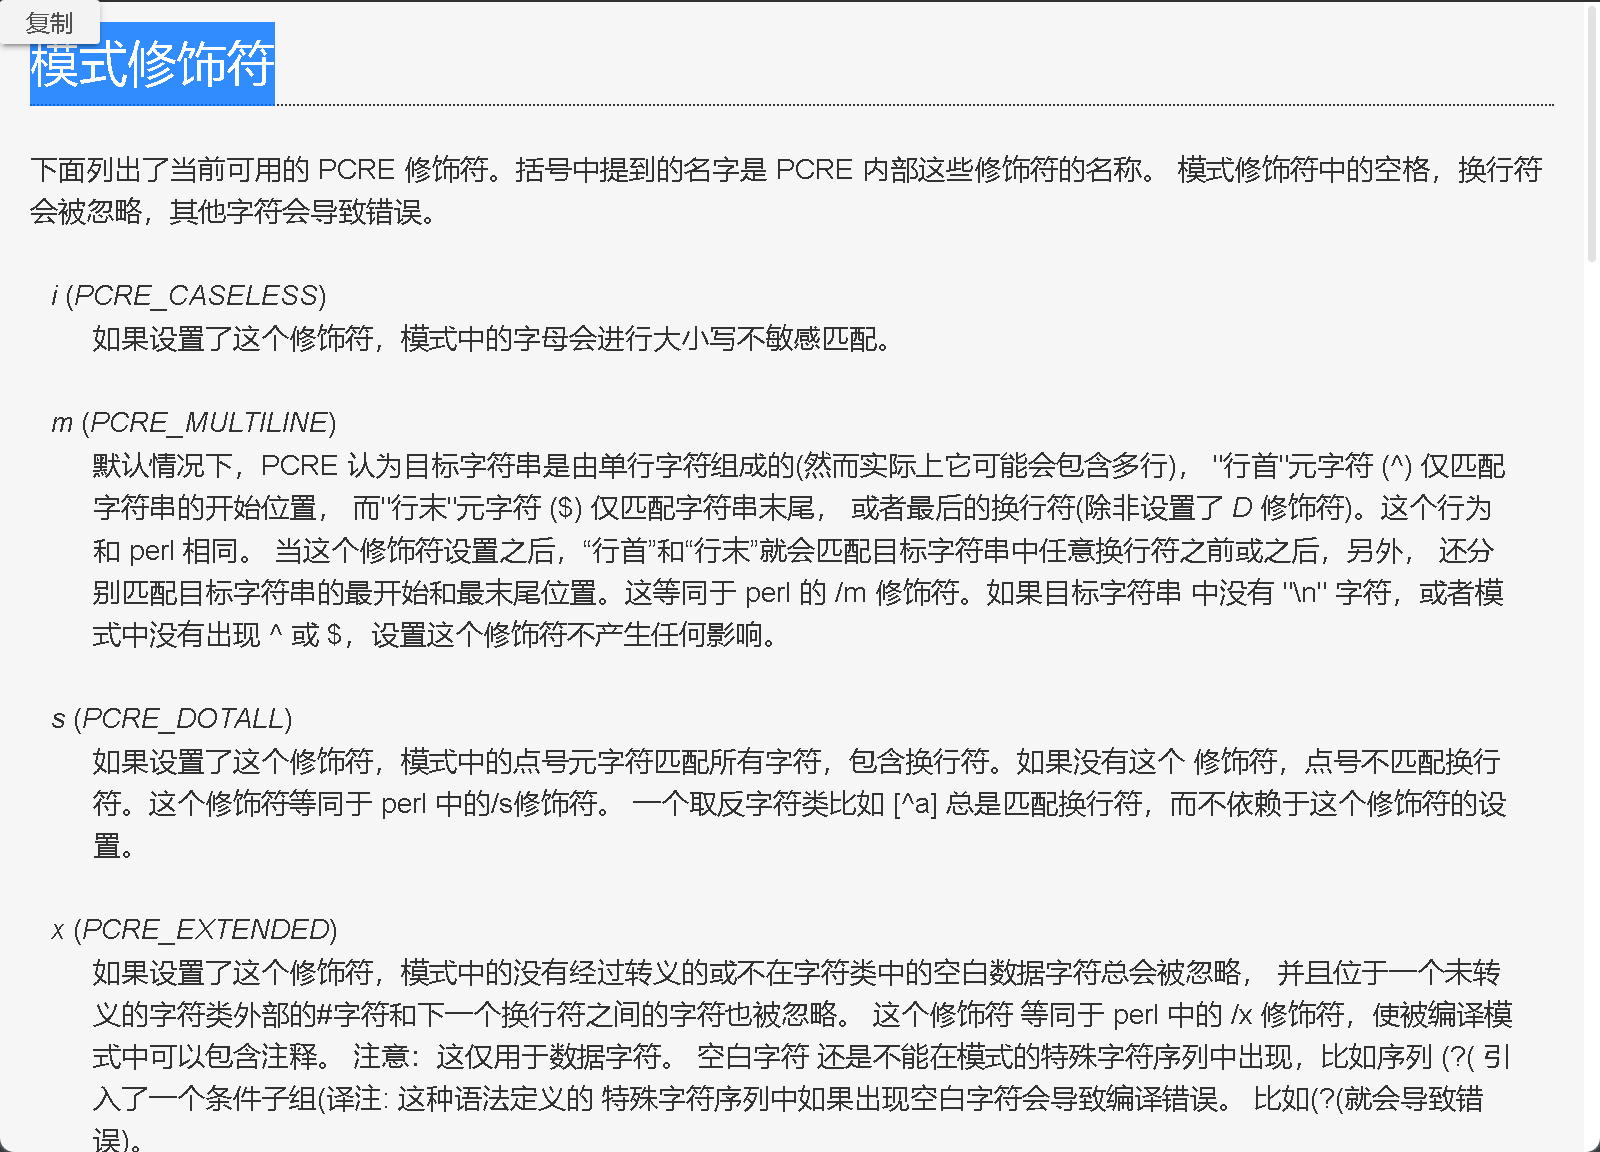 复制
模式修饰符
下面列出了当前可用的 PCRE 修饰符。括号中提到的名字是 PCRE 内部这些修饰符的名称。 模式修饰符中的空格，换行符
会被忽略，其他字符会导致错误。
i (PCRE_CASELESS)
如果设置了这个修饰符，模式中的字母会进行大小写不敏感匹配。
m (PCRE_MULTILINE)
默认情况下，PCRE 认为目标字符串是由单行字符组成的(然而实际上它可能会包含多行)， "行首"元字符 (^) 仅匹配
字符串的开始位置， 而"行末"元字符 ($) 仅匹配字符串末尾， 或者最后的换行符(除非设置了 D 修饰符)。这个行为
和 perl 相同。 当这个修饰符设置之后，“行首”和“行末”就会匹配目标字符串中任意换行符之前或之后，另外， 还分
别匹配目标字符串的最开始和最末尾位置。这等同于 perl 的 /m 修饰符。如果目标字符串 中没有 "\n" 字符，或者模
式中没有出现 ^ 或 $，设置这个修饰符不产生任何影响。
s (PCRE_DOTALL)
如果设置了这个修饰符，模式中的点号元字符匹配所有字符，包含换行符。如果没有这个 修饰符，点号不匹配换行
符。这个修饰符等同于 perl 中的/s修饰符。 一个取反字符类比如 [^a] 总是匹配换行符，而不依赖于这个修饰符的设
置。
x (PCRE_EXTENDED)
如果设置了这个修饰符，模式中的没有经过转义的或不在字符类中的空白数据字符总会被忽略， 并且位于一个未转
义的字符类外部的#字符和下一个换行符之间的字符也被忽略。 这个修饰符 等同于 perl 中的 /x 修饰符，使被编译模
式中可以包含注释。 注意：这仅用于数据字符。 空白字符 还是不能在模式的特殊字符序列中出现，比如序列 (?( 引
入了一个条件子组(译注: 这种语法定义的 特殊字符序列中如果出现空白字符会导致编译错误。 比如(?(就会导致错
误)。